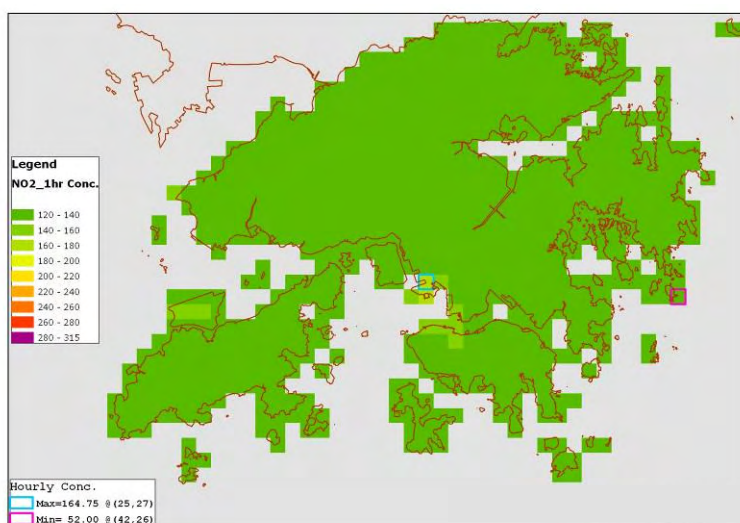 Legend
NO2_1hr Conc.
120 - 140
140 - 160
160 - 180
180 - 200
200 - 220
220 - 240
240 - 260
260 - 280
280 - 315
Hourly Conc.
Max=164.75 @(25,27)
Min= 52.00 @(42,26)